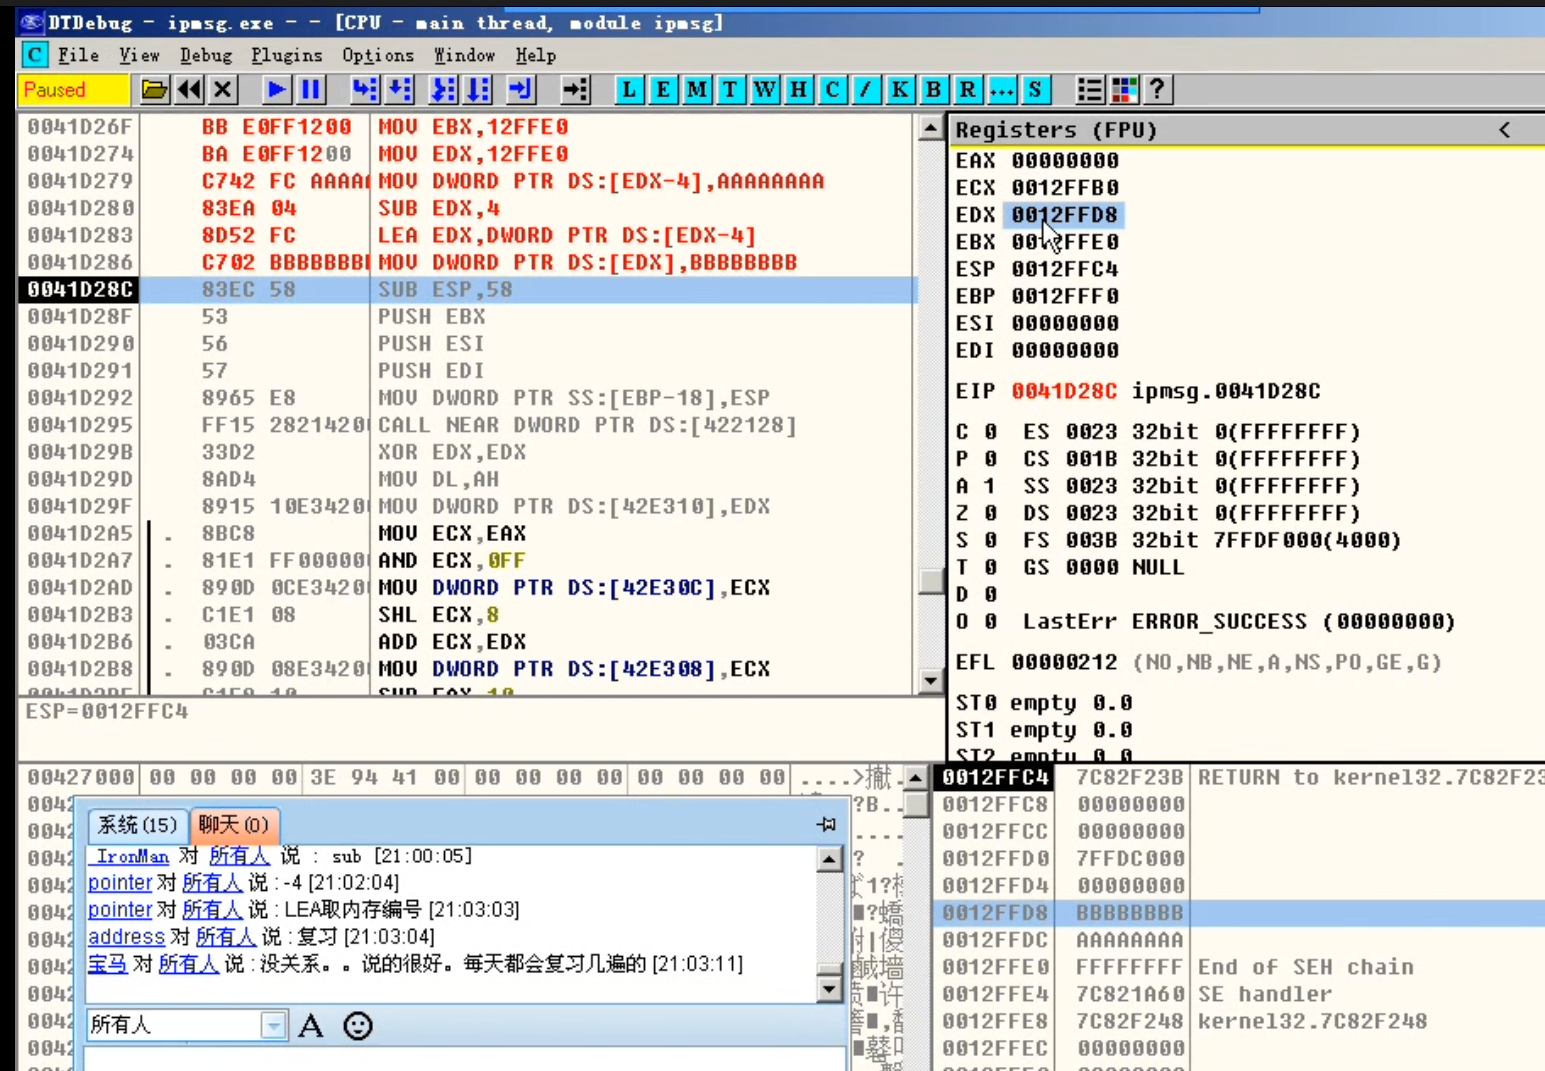 DTDebug - ipmsg.exe - - [CPU - main thread, module ipmsg]
C File View Debug Plugins Options Window Help
Paused L E M T W H C / K B R ... S ?
0041D26F BB E0FF1200 MOV EBX,12FFE0
0041D274 BA E0FF1200 MOV EDX,12FFE0
0041D279 C742 FC AAAAA MOV DWORD PTR DS:[EDX-4],AAAAAAAA
0041D280 83EA 04 SUB EDX,4
0041D283 8D52 FC LEA EDX,DWORD PTR DS:[EDX-4]
0041D286 C702 BBBBBBB MOV DWORD PTR DS:[EDX],BBBBBBBB
0041D28C 83EC 58 SUB ESP,58
0041D28F 53 PUSH EBX
0041D290 56 PUSH ESI
0041D291 57 PUSH EDI
0041D292 8965 E8 MOV DWORD PTR SS:[EBP-18],ESP
0041D295 FF15 2821420 CALL NEAR DWORD PTR DS:[422128]
0041D29B 33D2 XOR EDX,EDX
0041D29D 8AD4 MOV DL,AH
0041D29F 8915 10E3420 MOV DWORD PTR DS:[42E310],EDX
0041D2A5 . 8BC8 MOV ECX,EAX
0041D2A7 . 81E1 FF00000 AND ECX,0FF
0041D2AD . 890D 0CE3420 MOV DWORD PTR DS:[42E30C],ECX
0041D2B3 . C1E1 08 SHL ECX,8
0041D2B6 . 03CA ADD ECX,EDX
0041D2B8 . 890D 08E3420 MOV DWORD PTR DS:[42E308],ECX
ESP=0012FFC4
Registers (FPU) <
EAX 00000000
ECX 0012FFB0
EDX 0012FFD8
EBX 0012FFE0
ESP 0012FFC4
EBP 0012FFF0
ESI 00000000
EDI 00000000
EIP 0041D28C ipmsg.0041D28C
C 0 ES 0023 32bit 0(FFFFFFFF)
P 0 CS 001B 32bit 0(FFFFFFFF)
A 1 SS 0023 32bit 0(FFFFFFFF)
Z 0 DS 0023 32bit 0(FFFFFFFF)
S 0 FS 003B 32bit 7FFDF000(4000)
T 0 GS 0000 NULL
D 0
O 0 LastErr ERROR_SUCCESS (00000000)
EFL 00000212 (NO,NB,NE,A,NS,PO,GE,G)
ST0 empty 0.0
ST1 empty 0.0
ST2 empty 0.0
00427000 00 00 00 00 3E 94 41 00 00 00 00 00 00 00 00 00
系统(15) 聊天(0)
IronMan 对 所有人 说 : sub [21:00:05]
pointer 对 所有人 说 : -4 [21:02:04]
pointer 对 所有人 说 : LEA取内存编号 [21:03:03]
address 对 所有人 说 : 复习 [21:03:04]
宝马 对 所有人 说 : 没关系。。说的很好。每天都会复习几遍的 [21:03:11]
所有人 A
0012FFC4 7C82F23B RETURN to kernel32.7C82F23
0012FFC8 00000000
0012FFCC 00000000
0012FFD0 7FFDC000
0012FFD4 00000000
0012FFD8 BBBBBBBB
0012FFDC AAAAAAAA
0012FFE0 FFFFFFFF End of SEH chain
0012FFE4 7C821A60 SE handler
0012FFE8 7C82F248 kernel32.7C82F248
0012FFEC 00000000